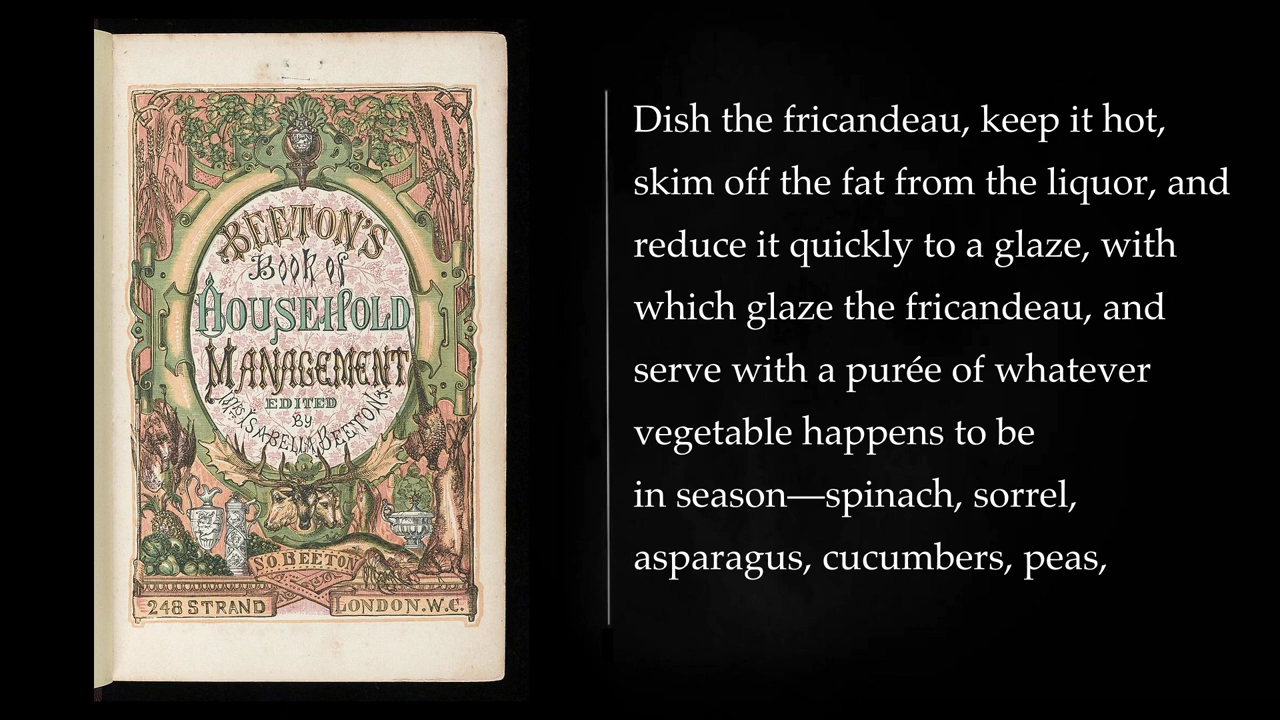 BEETON'S
Book of
HOUSEHOLD
MANAGEMENT
EDITED
BY
MRS. ISABELLA BEETON
S.O. BEETON
248 STRAND
LONDON. W.C.
Dish the fricandeau, keep it hot,
skim off the fat from the liquor, and
reduce it quickly to a glaze, with
which glaze the fricandeau, and
serve with a purée of whatever
vegetable happens to be
in season—spinach, sorrel,
asparagus, cucumbers, peas,